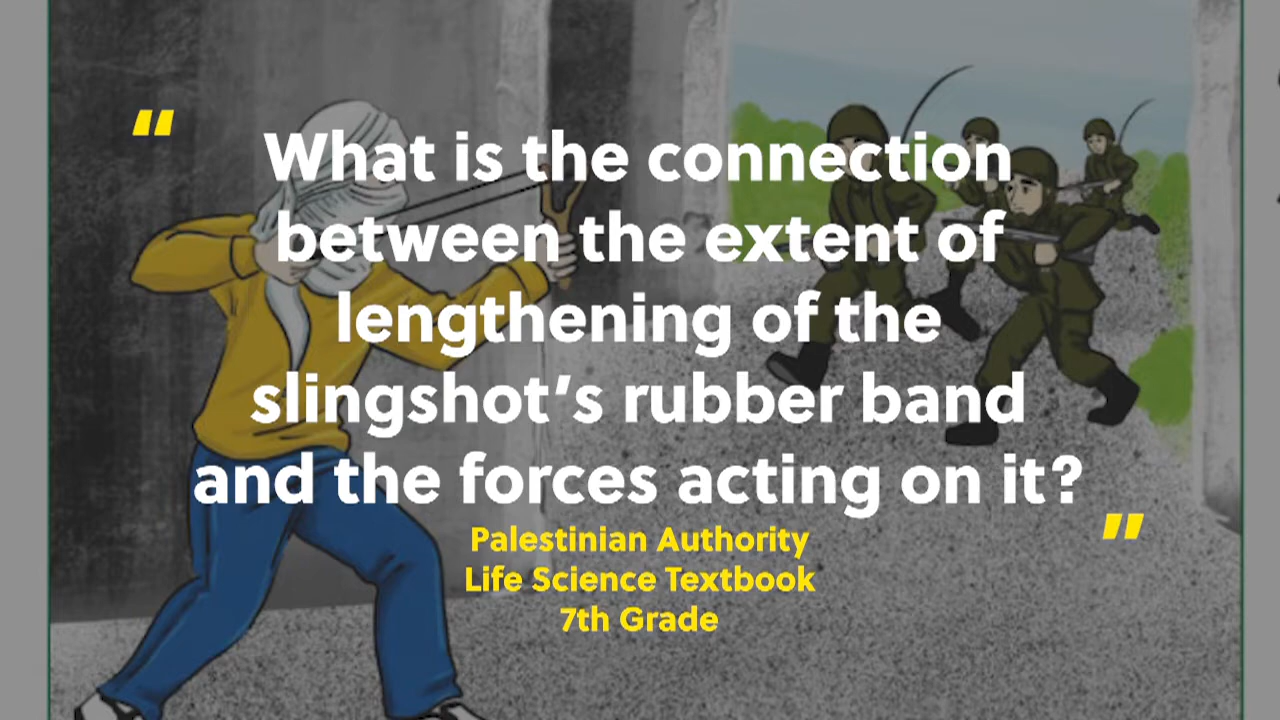 "What is the connection
between the extent of
lengthening of the
slingshot's rubber band
and the forces acting on it?"
Palestinian Authority
Life Science Textbook
7th Grade